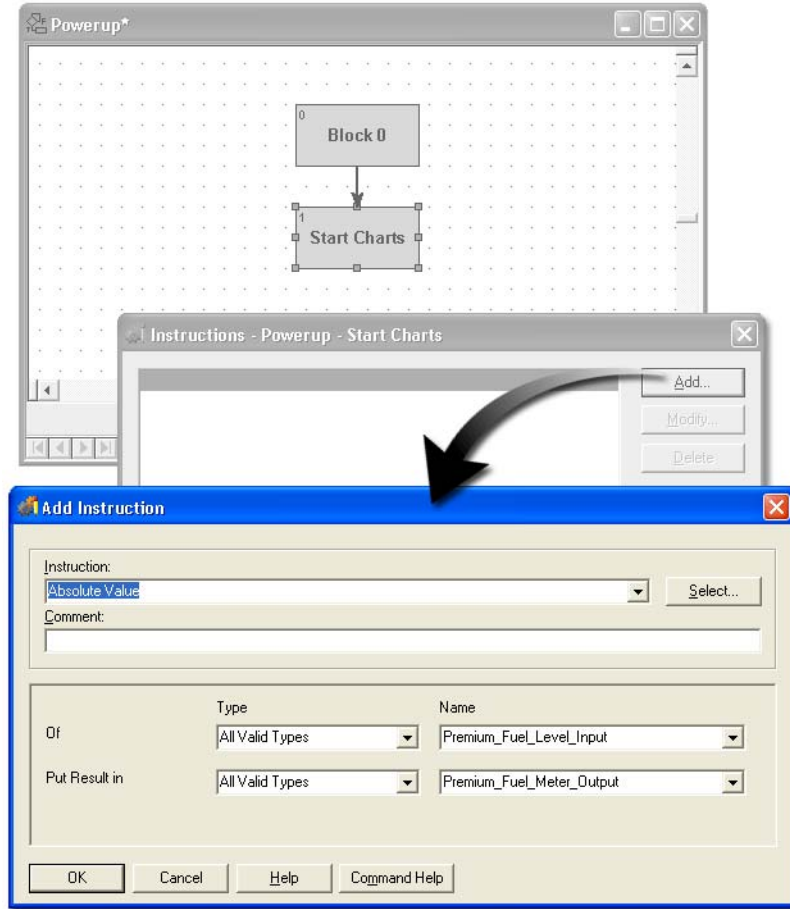 Powerup*
0
Block 0
1
Start Charts
Instructions - Powerup - Start Charts
Add...
Modify...
Delete
Add Instruction
Instruction:
Absolute Value
Select...
Comment:
Type Name
Of All Valid Types Premium_Fuel_Level_Input
Put Result in All Valid Types Premium_Fuel_Meter_Output
OK Cancel Help Command Help